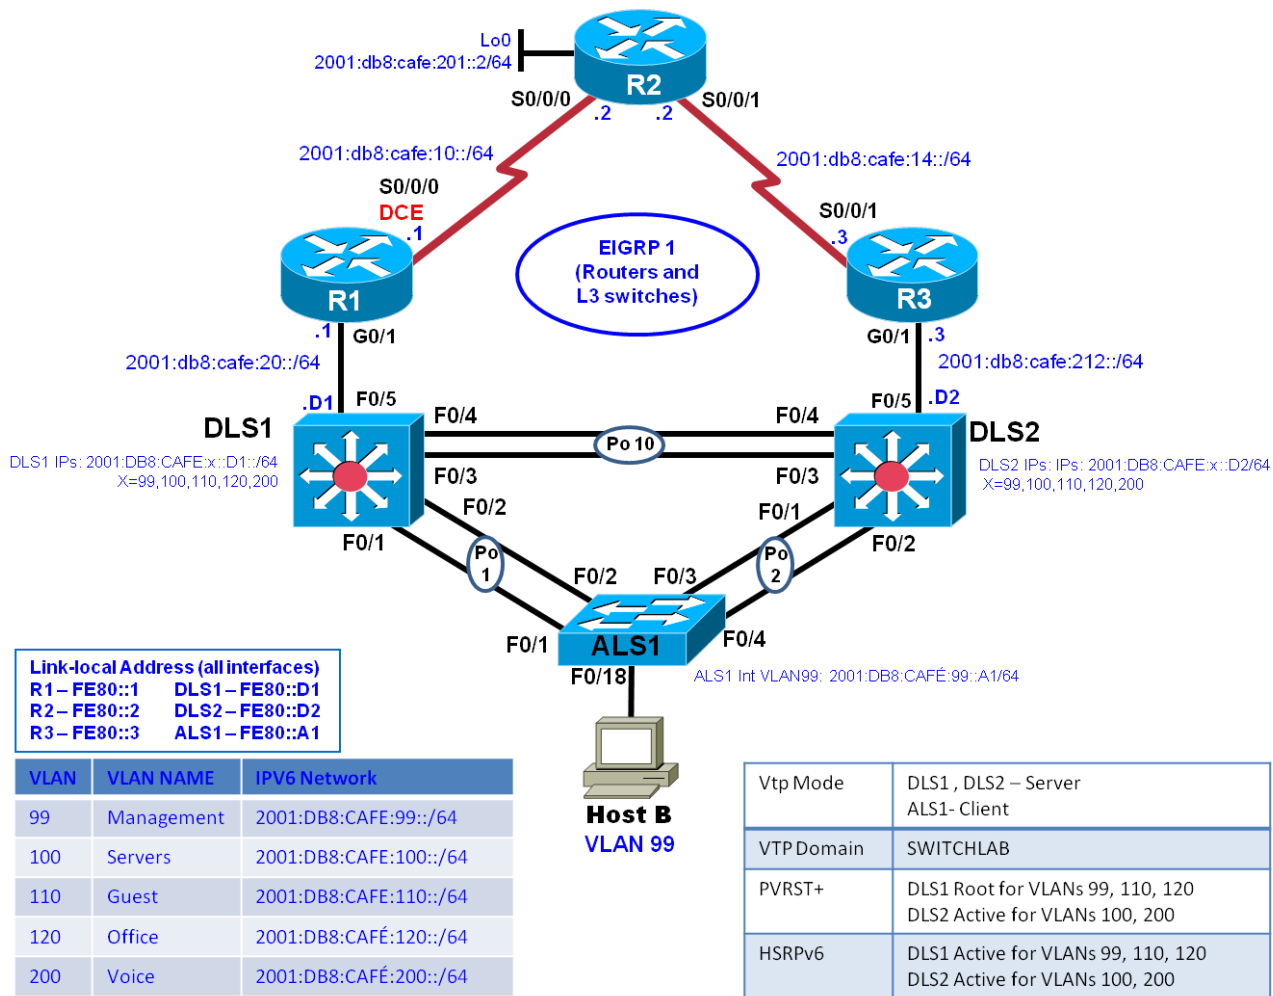 Lo0
2001:db8:cafe:201::2/64
R2
S0/0/0
S0/0/1
.2
.2
2001:db8:cafe:10::/64
2001:db8:cafe:14::/64
S0/0/0
DCE
.1
S0/0/1
.3
EIGRP 1
(Routers and
L3 switches)
R1
R3
.1
G0/1
G0/1
.3
2001:db8:cafe:20::/64
2001:db8:cafe:212::/64
.D1
F0/5
F0/5
.D2
DLS1
F0/4
F0/4
DLS2
Po 10
DLS1 IPs: 2001:DB8:CAFE:x::D1::/64
X=99,100,110,120,200
F0/3
F0/3
DLS2 IPs: IPs: 2001:DB8:CAFE:x::D2/64
X=99,100,110,120,200
F0/2
F0/1
F0/1
F0/2
Po
1
Po
2
F0/2
F0/3
F0/1
ALS1
F0/4
F0/18
ALS1 Int VLAN99: 2001:DB8:CAFÉ:99::A1/64
Host B
VLAN 99
Link-local Address (all interfaces)
R1 – FE80::1 DLS1 – FE80::D1
R2 – FE80::2 DLS2 – FE80::D2
R3 – FE80::3 ALS1 – FE80::A1
VLAN VLAN NAME IPV6 Network
99 Management 2001:DB8:CAFE:99::/64
100 Servers 2001:DB8:CAFE:100::/64
110 Guest 2001:DB8:CAFE:110::/64
120 Office 2001:DB8:CAFÉ:120::/64
200 Voice 2001:DB8:CAFÉ:200::/64
Vtp Mode DLS1 , DLS2 – Server
ALS1- Client
VTP Domain SWITCHLAB
PVRST+ DLS1 Root for VLANs 99, 110, 120
DLS2 Active for VLANs 100, 200
HSRPv6 DLS1 Active for VLANs 99, 110, 120
DLS2 Active for VLANs 100, 200